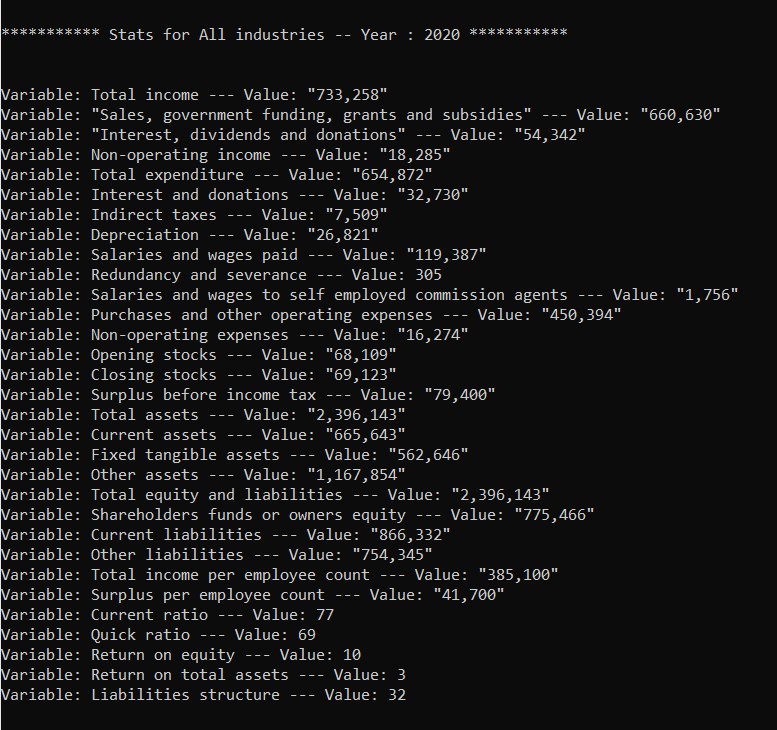 *********** Stats for All industries -- Year : 2020 ***********
Variable: Total income --- Value: "733,258"
Variable: "Sales, government funding, grants and subsidies" --- Value: "660,630"
Variable: "Interest, dividends and donations" --- Value: "54,342"
Variable: Non-operating income --- Value: "18,285"
Variable: Total expenditure --- Value: "654,872"
Variable: Interest and donations --- Value: "32,730"
Variable: Indirect taxes --- Value: "7,509"
Variable: Depreciation --- Value: "26,821"
Variable: Salaries and wages paid --- Value: "119,387"
Variable: Redundancy and severance --- Value: 305
Variable: Salaries and wages to self employed commission agents --- Value: "1,756"
Variable: Purchases and other operating expenses --- Value: "450,394"
Variable: Non-operating expenses --- Value: "16,274"
Variable: Opening stocks --- Value: "68,109"
Variable: Closing stocks --- Value: "69,123"
Variable: Surplus before income tax --- Value: "79,400"
Variable: Total assets --- Value: "2,396,143"
Variable: Current assets --- Value: "665,643"
Variable: Fixed tangible assets --- Value: "562,646"
Variable: Other assets --- Value: "1,167,854"
Variable: Total equity and liabilities --- Value: "2,396,143"
Variable: Shareholders funds or owners equity --- Value: "775,466"
Variable: Current liabilities --- Value: "866,332"
Variable: Other liabilities --- Value: "754,345"
Variable: Total income per employee count --- Value: "385,100"
Variable: Surplus per employee count --- Value: "41,700"
Variable: Current ratio --- Value: 77
Variable: Quick ratio --- Value: 69
Variable: Return on equity --- Value: 10
Variable: Return on total assets --- Value: 3
Variable: Liabilities structure --- Value: 32